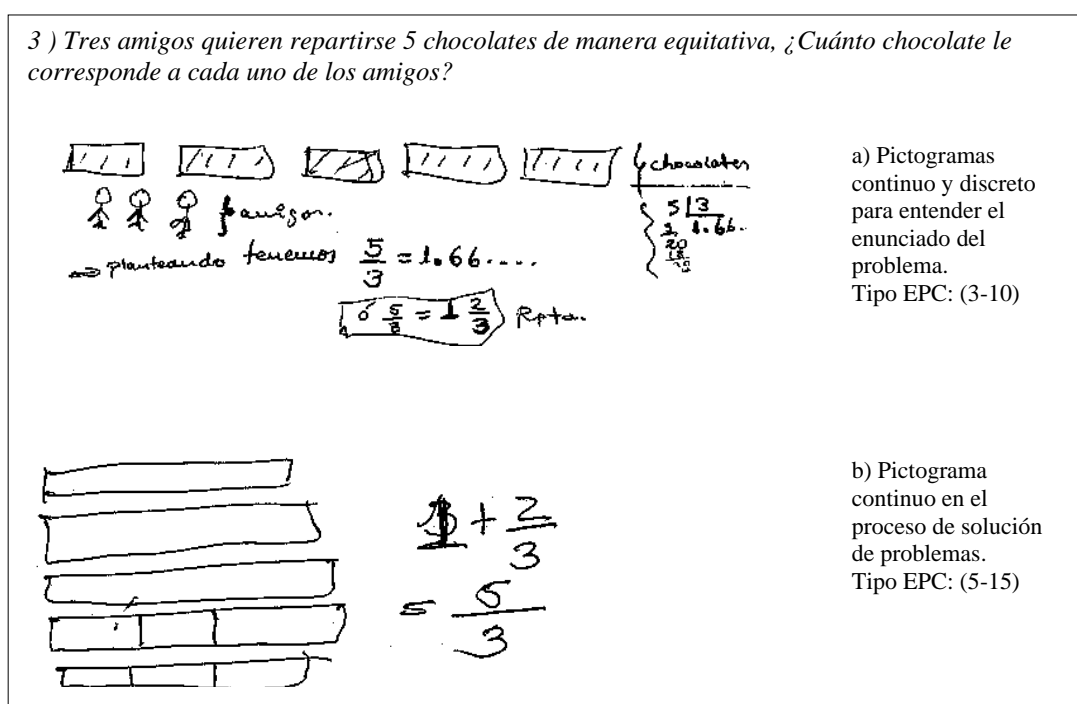 3 ) Tres amigos quieren repartirse 5 chocolates de manera equitativa, ¿Cuánto chocolate le
corresponde a cada uno de los amigos?
chocolates
amigos.
5 |3
3 1.66.
20
18
⇒ planteando tenemos 5/3 = 1.66....
ó 5/3 = 1 2/3 Rpta.
a) Pictogramas
continuo y discreto
para entender el
enunciado del
problema.
Tipo EPC: (3-10)
1 + 2/3
= 5/3
b) Pictograma
continuo en el
proceso de solución
de problemas.
Tipo EPC: (5-15)